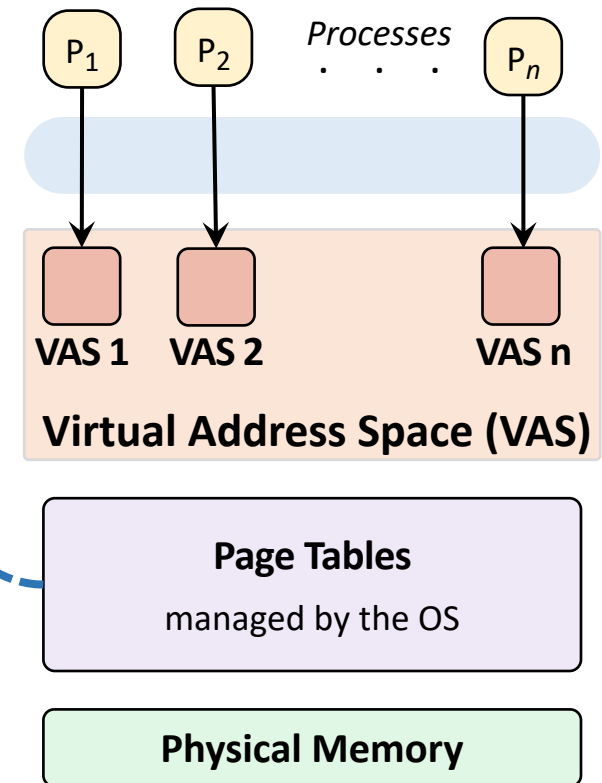 Processes
P1 P2 . . . Pn
VAS 1 VAS 2 VAS n
Virtual Address Space (VAS)
Page Tables
managed by the OS
Physical Memory